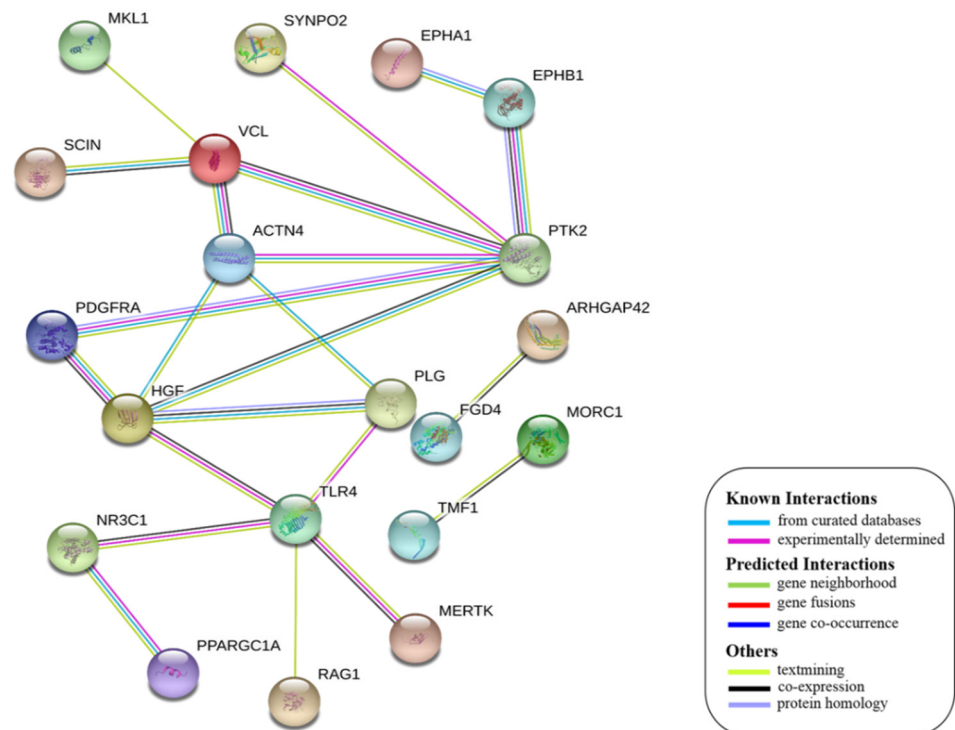 MKL1
SYNPO2
EPHA1
EPHB1
VCL
SCIN
ACTN4
PTK2
PDGFRA
ARHGAP42
HGF
PLG
FGD4
MORC1
TLR4
TMF1
NR3C1
MERTK
PPARGC1A
RAG1
Known Interactions
from curated databases
experimentally determined
Predicted Interactions
gene neighborhood
gene fusions
gene co-occurrence
Others
textmining
co-expression
protein homology